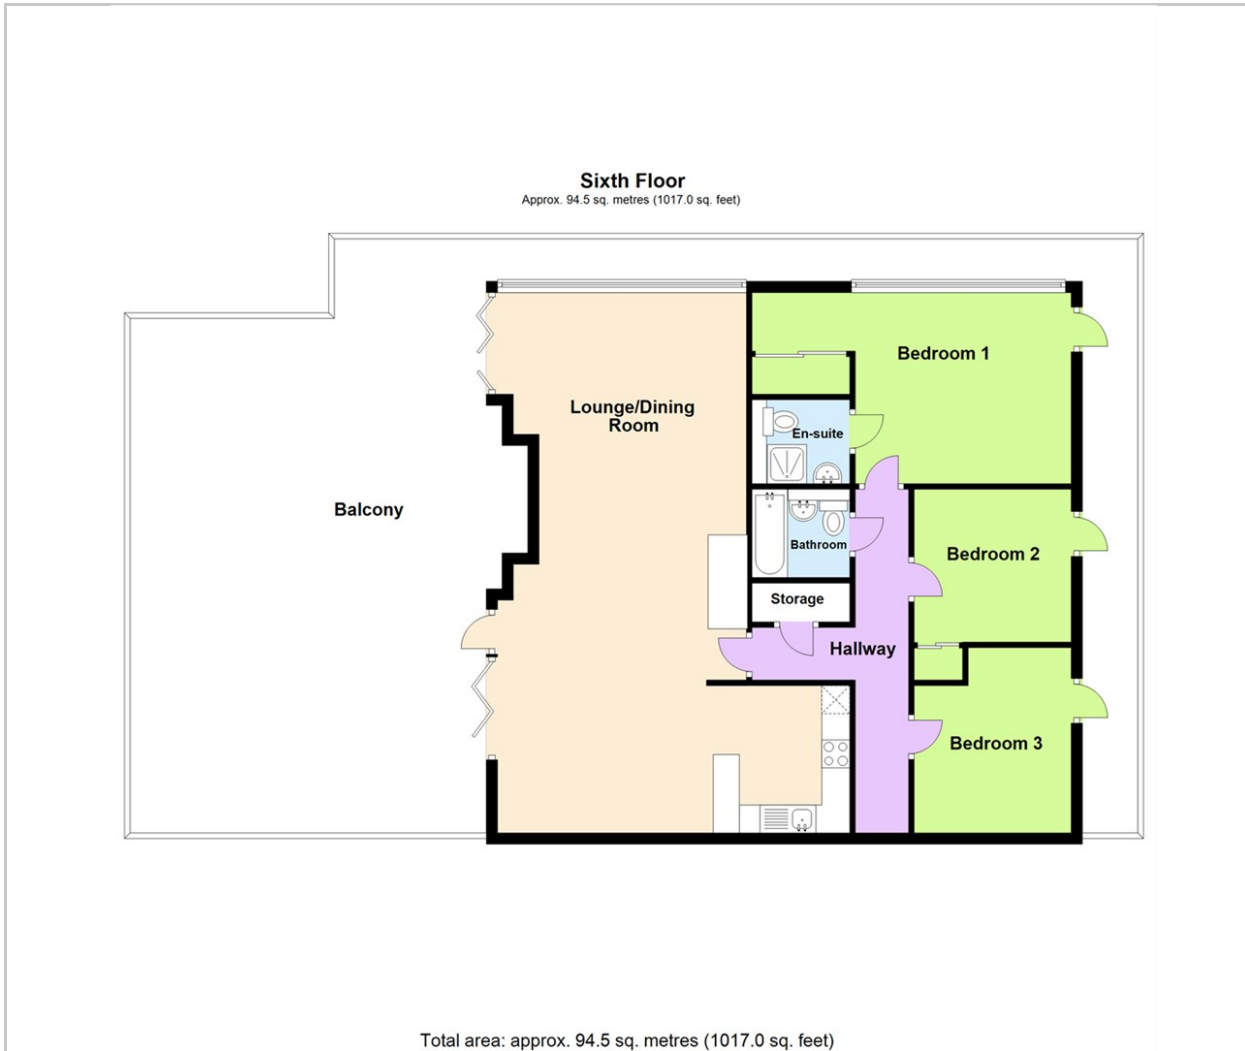 Sixth Floor
Approx. 94.5 sq. metres (1017.0 sq. feet)
Bedroom 1
Lounge/Dining
Room
En-suite
Balcony
Bathroom
Bedroom 2
Storage
Hallway
Bedroom 3
Total area: approx. 94.5 sq. metres (1017.0 sq. feet)